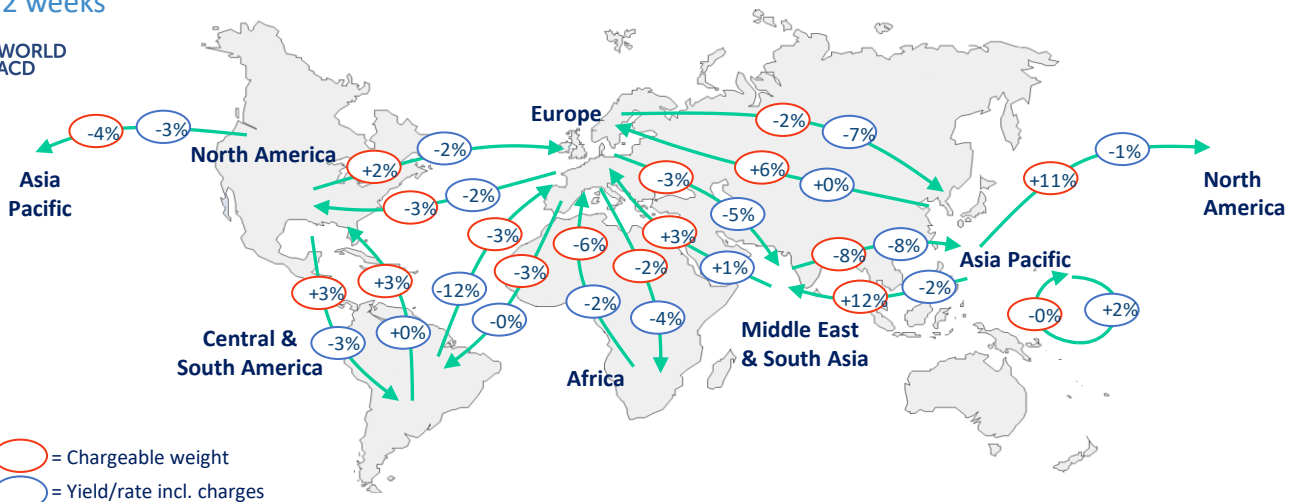 2 weeks
WORLD
ACD
Europe
North America
Asia
Pacific
North
America
Asia Pacific
Central &
South America
Africa
Middle East
& South Asia
-4%
-3%
+2%
-2%
-3%
-2%
-2%
-7%
+6%
+0%
-3%
-5%
+3%
+1%
-6%
-2%
-2%
-4%
-3%
-12%
-3%
-0%
+3%
-3%
+3%
+0%
-8%
-8%
+12%
-2%
+11%
-1%
-0%
+2%
= Chargeable weight
= Yield/rate incl. charges